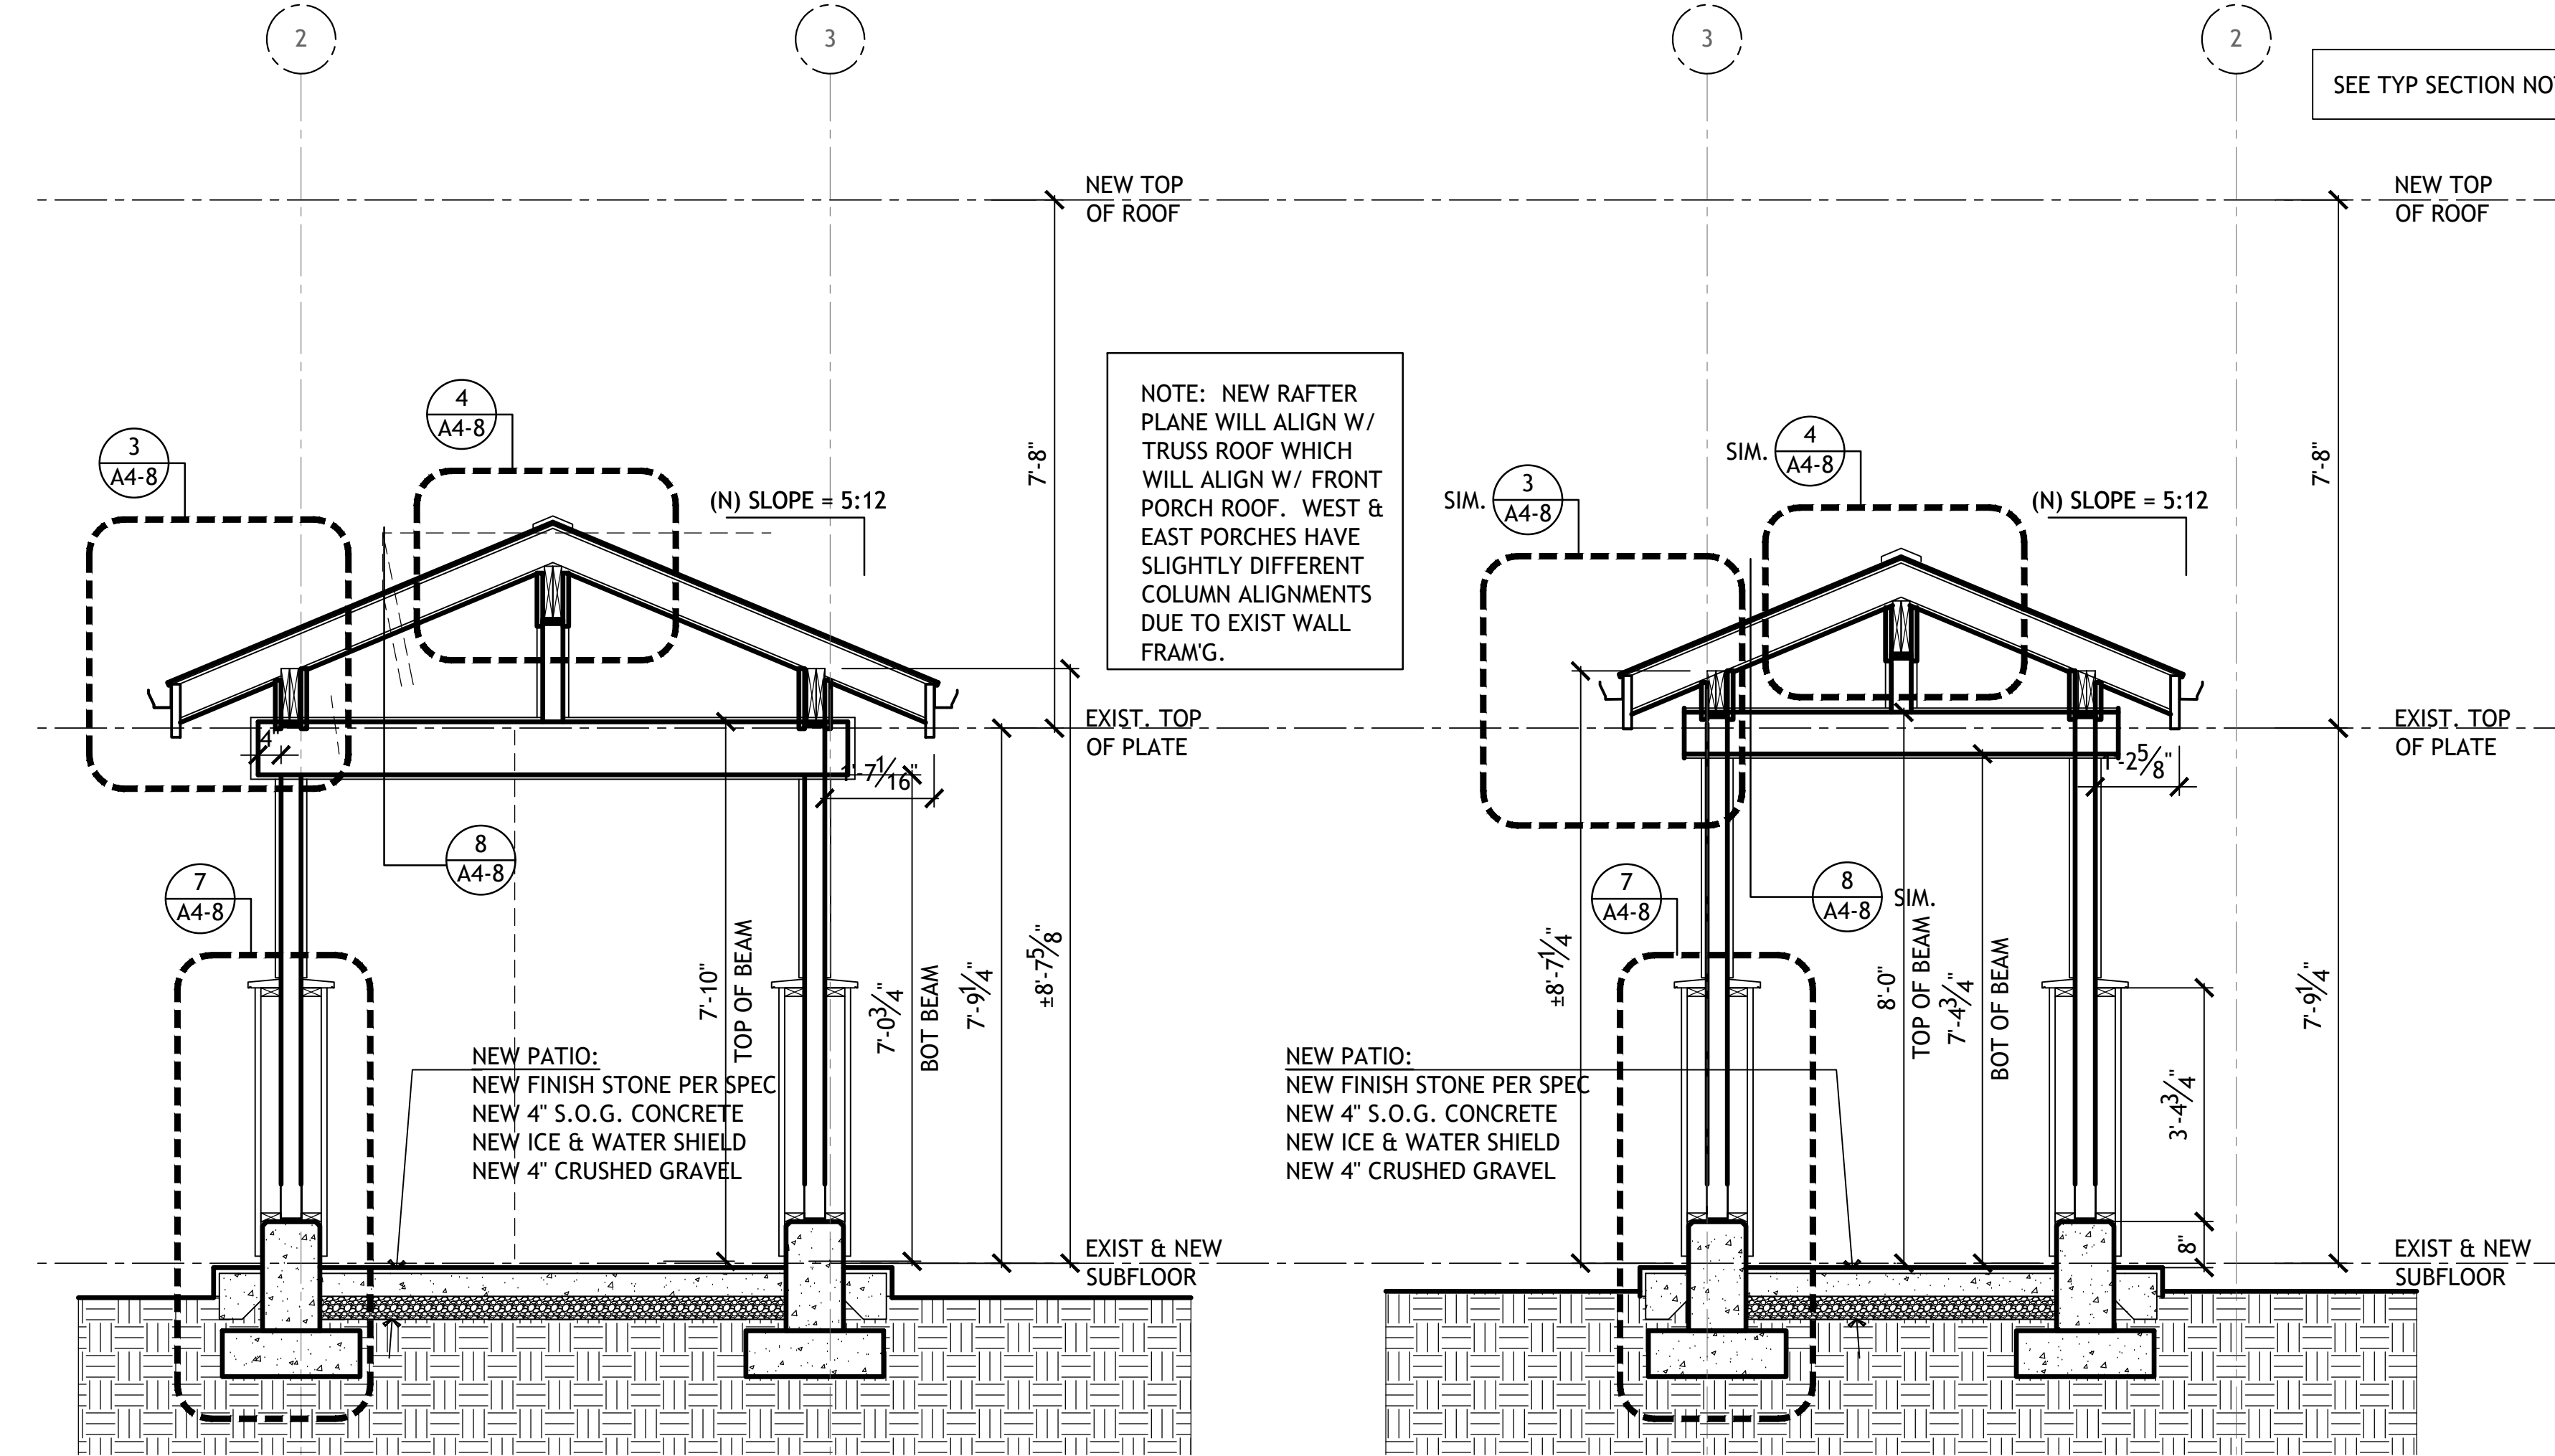 2
3
3
2
SEE TYP SECTION
NEW TOP
OF ROOF
NEW TOP
OF ROOF
7'-8"
7'-8"
NOTE: NEW RAFTER
PLANE WILL ALIGN W/
TRUSS ROOF WHICH
WILL ALIGN W/ FRONT
PORCH ROOF. WEST &
EAST PORCHES HAVE
SLIGHTLY DIFFERENT
COLUMN ALIGNMENTS
DUE TO EXIST WALL
FRAM'G.
3
A4-8
4
A4-8
(N) SLOPE = 5:12
SIM.
3
A4-8
SIM.
4
A4-8
(N) SLOPE = 5:12
EXIST. TOP
OF PLATE
EXIST. TOP
OF PLATE
4"
1'-7 1/16"
1'-2 5/8"
8
A4-8
7
A4-8
7
A4-8
8
A4-8
SIM.
7'-10"
TOP OF BEAM
7'-0 3/4"
BOT BEAM
7'-9 1/4"
±8'-7 5/8"
±8'-7 1/4"
8'-0"
TOP OF BEAM
7'-4 3/4"
BOT OF BEAM
3'-4 3/4"
8"
7'-9 1/4"
NEW PATIO:
NEW FINISH STONE PER SPEC
NEW 4" S.O.G. CONCRETE
NEW ICE & WATER SHIELD
NEW 4" CRUSHED GRAVEL
NEW PATIO:
NEW FINISH STONE PER SPEC
NEW 4" S.O.G. CONCRETE
NEW ICE & WATER SHIELD
NEW 4" CRUSHED GRAVEL
EXIST & NEW
SUBFLOOR
EXIST & NEW
SUBFLOOR